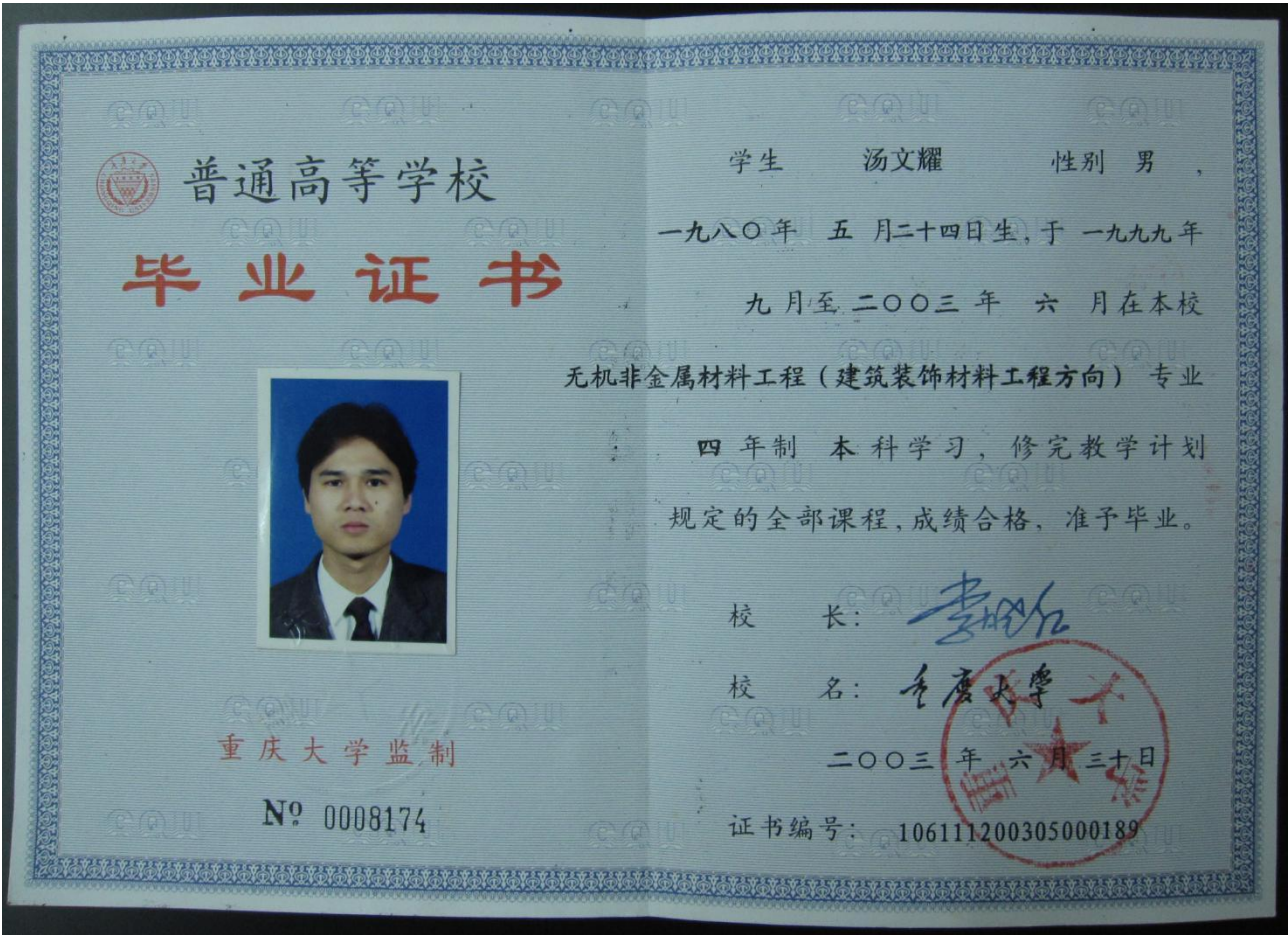 普通高等学校
毕业证书
重庆大学监制
№ 0008174
学生 汤文耀 性别 男，
一九八〇年 五 月二十四日生，于 一九九九年
九月至二〇〇三年 六 月在本校
无机非金属材料工程（建筑装饰材料工程方向） 专业
四 年制 本科学习，修完教学计划
规定的全部课程，成绩合格，准予毕业。
校 长：
校 名：重庆大学
二〇〇三 年 六 月 三十日
证书编号：106111200305000189
重庆大学
CQU